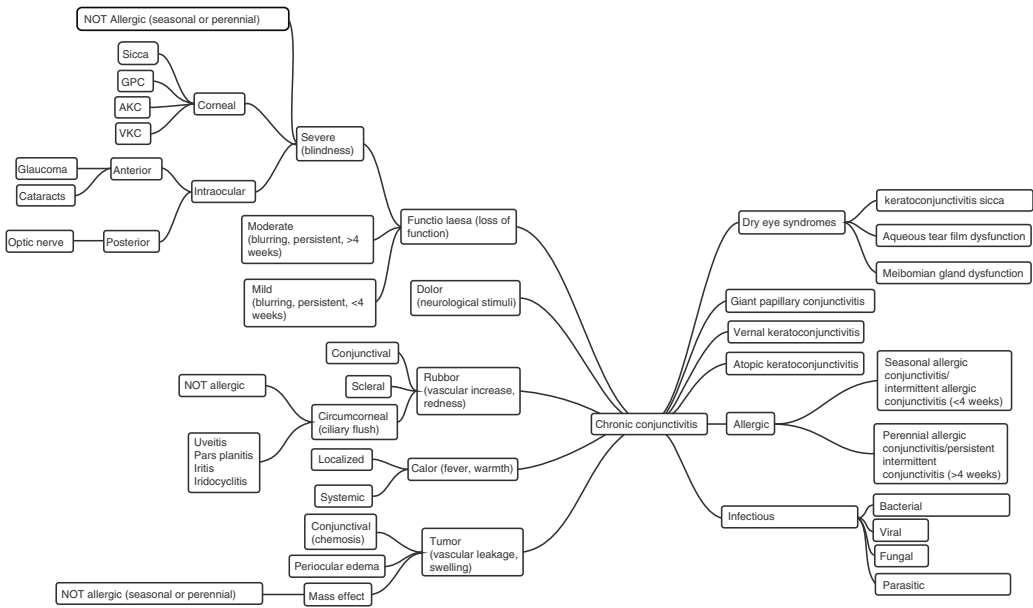 NOT Allergic (seasonal or perennial)
Sicca
GPC
AKC
VKC
Corneal
Severe
(blindness)
Glaucoma
Cataracts
Anterior
Intraocular
Optic nerve
Posterior
Moderate
(blurring, persistent, >4
weeks)
Mild
(blurring, persistent, <4
weeks)
Functio laesa (loss of
function)
Dolor
(neurological stimuli)
Conjunctival
Scleral
Circumcorneal
(ciliary flush)
NOT allergic
Uveitis
Pars planitis
Iritis
Iridocyclitis
Rubbor
(vascular increase,
redness)
Localized
Systemic
Calor (fever, warmth)
Conjunctival
(chemosis)
Periocular edema
NOT allergic (seasonal or perennial)
Mass effect
Tumor
(vascular leakage,
swelling)
Chronic conjunctivitis
Dry eye syndromes
keratoconjunctivitis sicca
Aqueous tear film dysfunction
Meibomian gland dysfunction
Giant papillary conjunctivitis
Vernal keratoconjunctivitis
Atopic keratoconjunctivitis
Allergic
Seasonal allergic
conjunctivitis/
intermittent allergic
conjunctivitis (<4 weeks)
Perennial allergic
conjunctivitis/persistent
intermittent
conjunctivitis (>4 weeks)
Infectious
Bacterial
Viral
Fungal
Parasitic